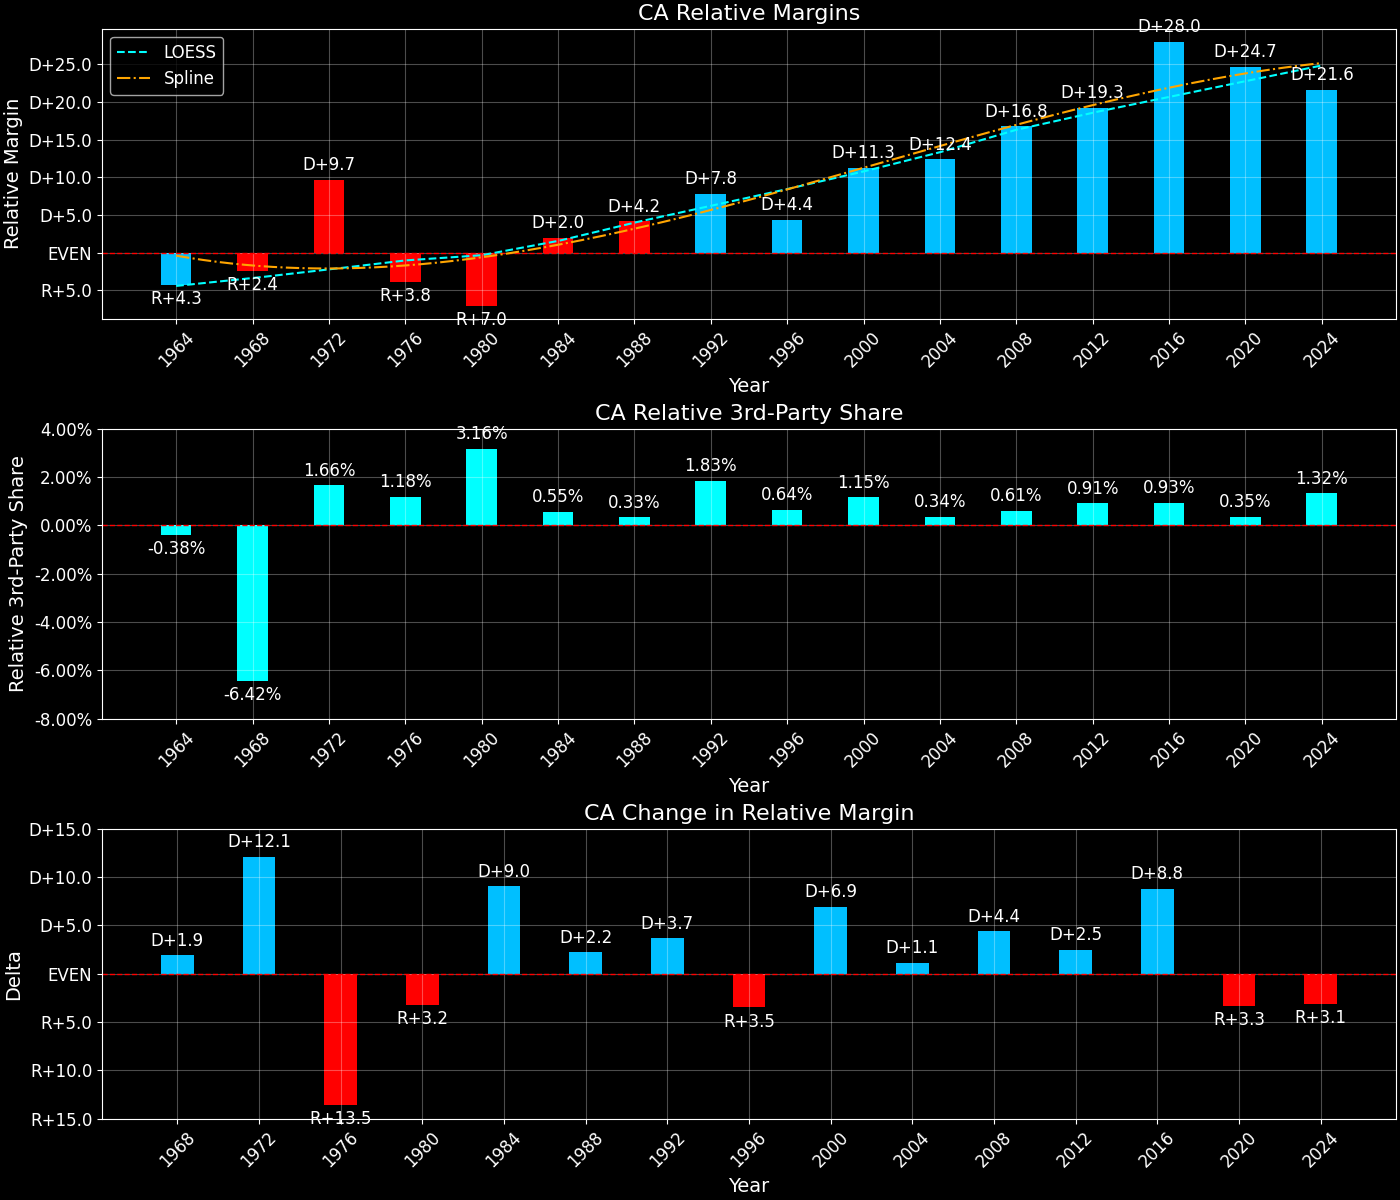 CA Relative Margins
LOESS
Spline
Relative Margin
D+25.0
D+20.0
D+15.0
D+10.0
D+5.0
EVEN
R+5.0
R+4.3
R+2.4
D+9.7
R+3.8
R+7.0
D+2.0
D+4.2
D+7.8
D+4.4
D+11.3
D+12.4
D+16.8
D+19.3
D+28.0
D+24.7
D+21.6
1964 1968 1972 1976 1980 1984 1988 1992 1996 2000 2004 2008 2012 2016 2020 2024
Year
CA Relative 3rd-Party Share
Relative 3rd-Party Share
4.00%
2.00%
0.00%
-2.00%
-4.00%
-6.00%
-8.00%
-0.38%
-6.42%
1.66%
1.18%
3.16%
0.55%
0.33%
1.83%
0.64%
1.15%
0.34%
0.61%
0.91%
0.93%
0.35%
1.32%
1964 1968 1972 1976 1980 1984 1988 1992 1996 2000 2004 2008 2012 2016 2020 2024
Year
CA Change in Relative Margin
Delta
D+15.0
D+10.0
D+5.0
EVEN
R+5.0
R+10.0
R+15.0
D+1.9
D+12.1
R+13.5
R+3.2
D+9.0
D+2.2
D+3.7
R+3.5
D+6.9
D+1.1
D+4.4
D+2.5
D+8.8
R+3.3
R+3.1
1968 1972 1976 1980 1984 1988 1992 1996 2000 2004 2008 2012 2016 2020 2024
Year